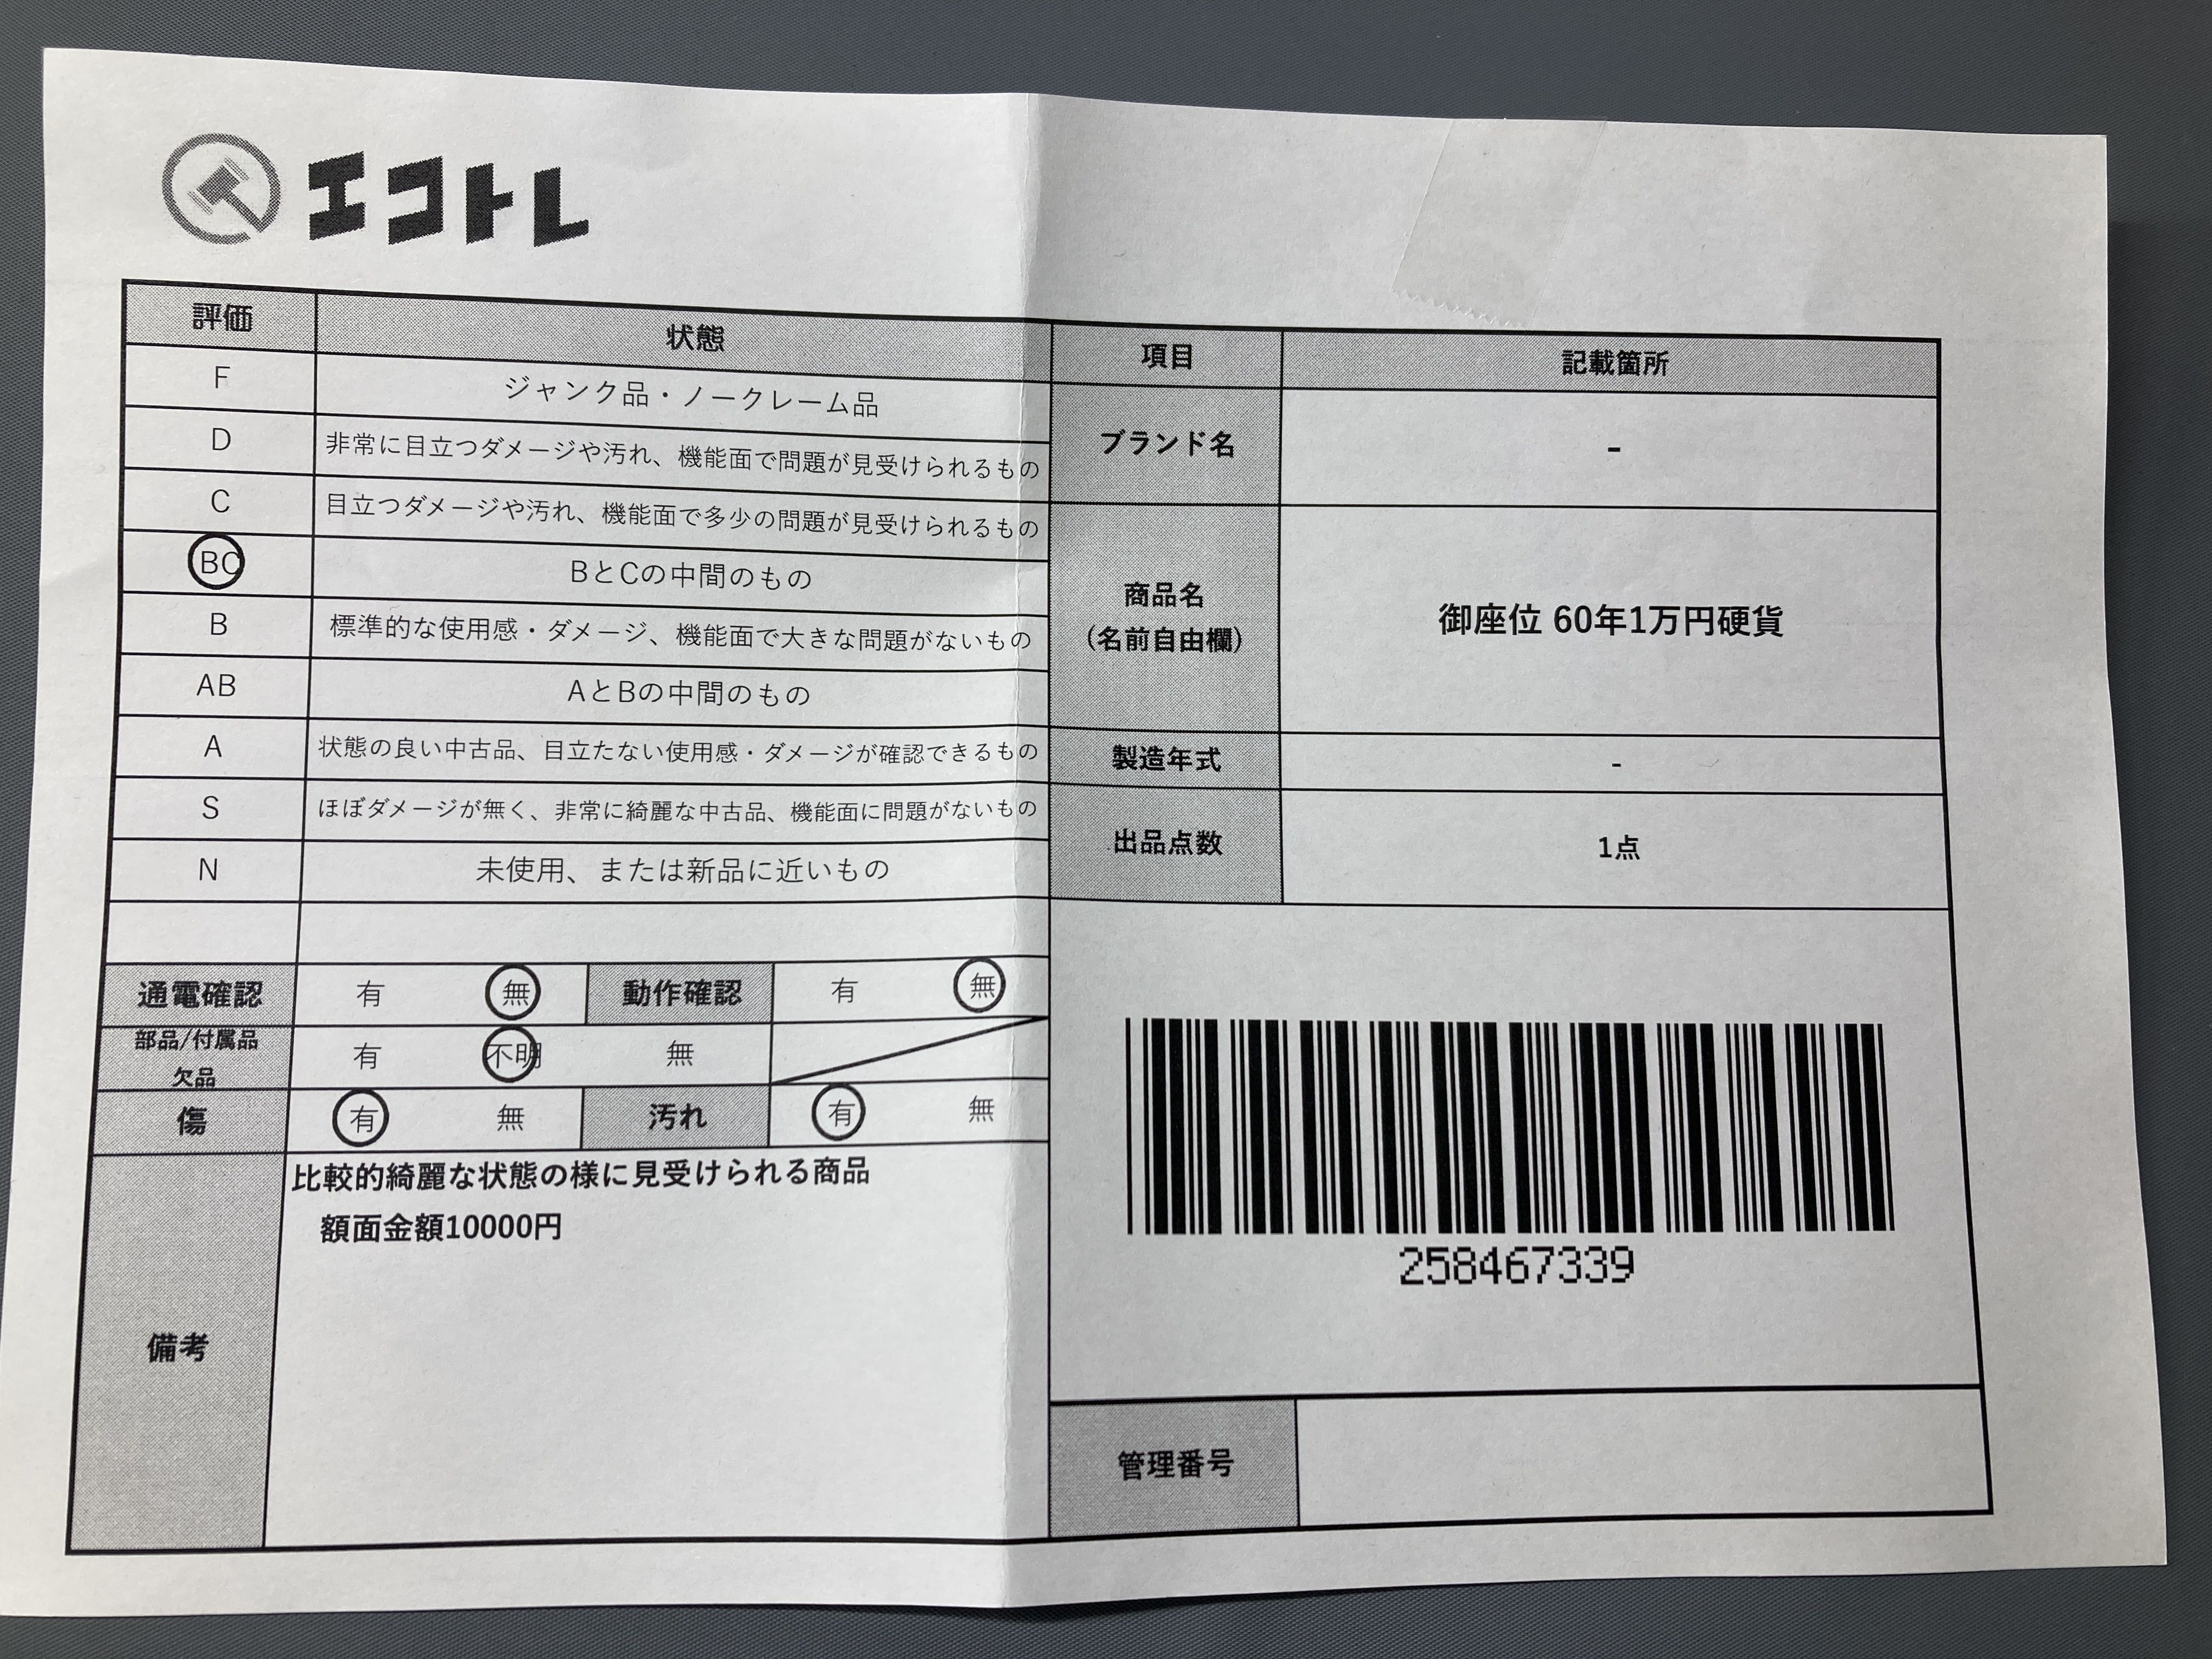 エコトレ
評価 状態
F ジャンク品・ノークレーム品
D 非常に目立つダメージや汚れ、機能面で問題が見受けられるもの
C 目立つダメージや汚れ、機能面で多少の問題が見受けられるもの
BC BとCの中間のもの
B 標準的な使用感・ダメージ、機能面で大きな問題がないもの
AB AとBの中間のもの
A 状態の良い中古品、目立たない使用感・ダメージが確認できるもの
S ほぼダメージが無く、非常に綺麗な中古品、機能面に問題がないもの
N 未使用、または新品に近いもの
通電確認 有 無 動作確認 有 無
部品/付属品
欠品 有 不明 無
傷 有 無 汚れ 有 無
備考
比較的綺麗な状態の様に見受けられる商品
額面金額10000円
項目 記載箇所
ブランド名 -
商品名
（名前自由欄）
御座位 60年1万円硬貨
製造年式 -
出品点数 1点
258467339
管理番号